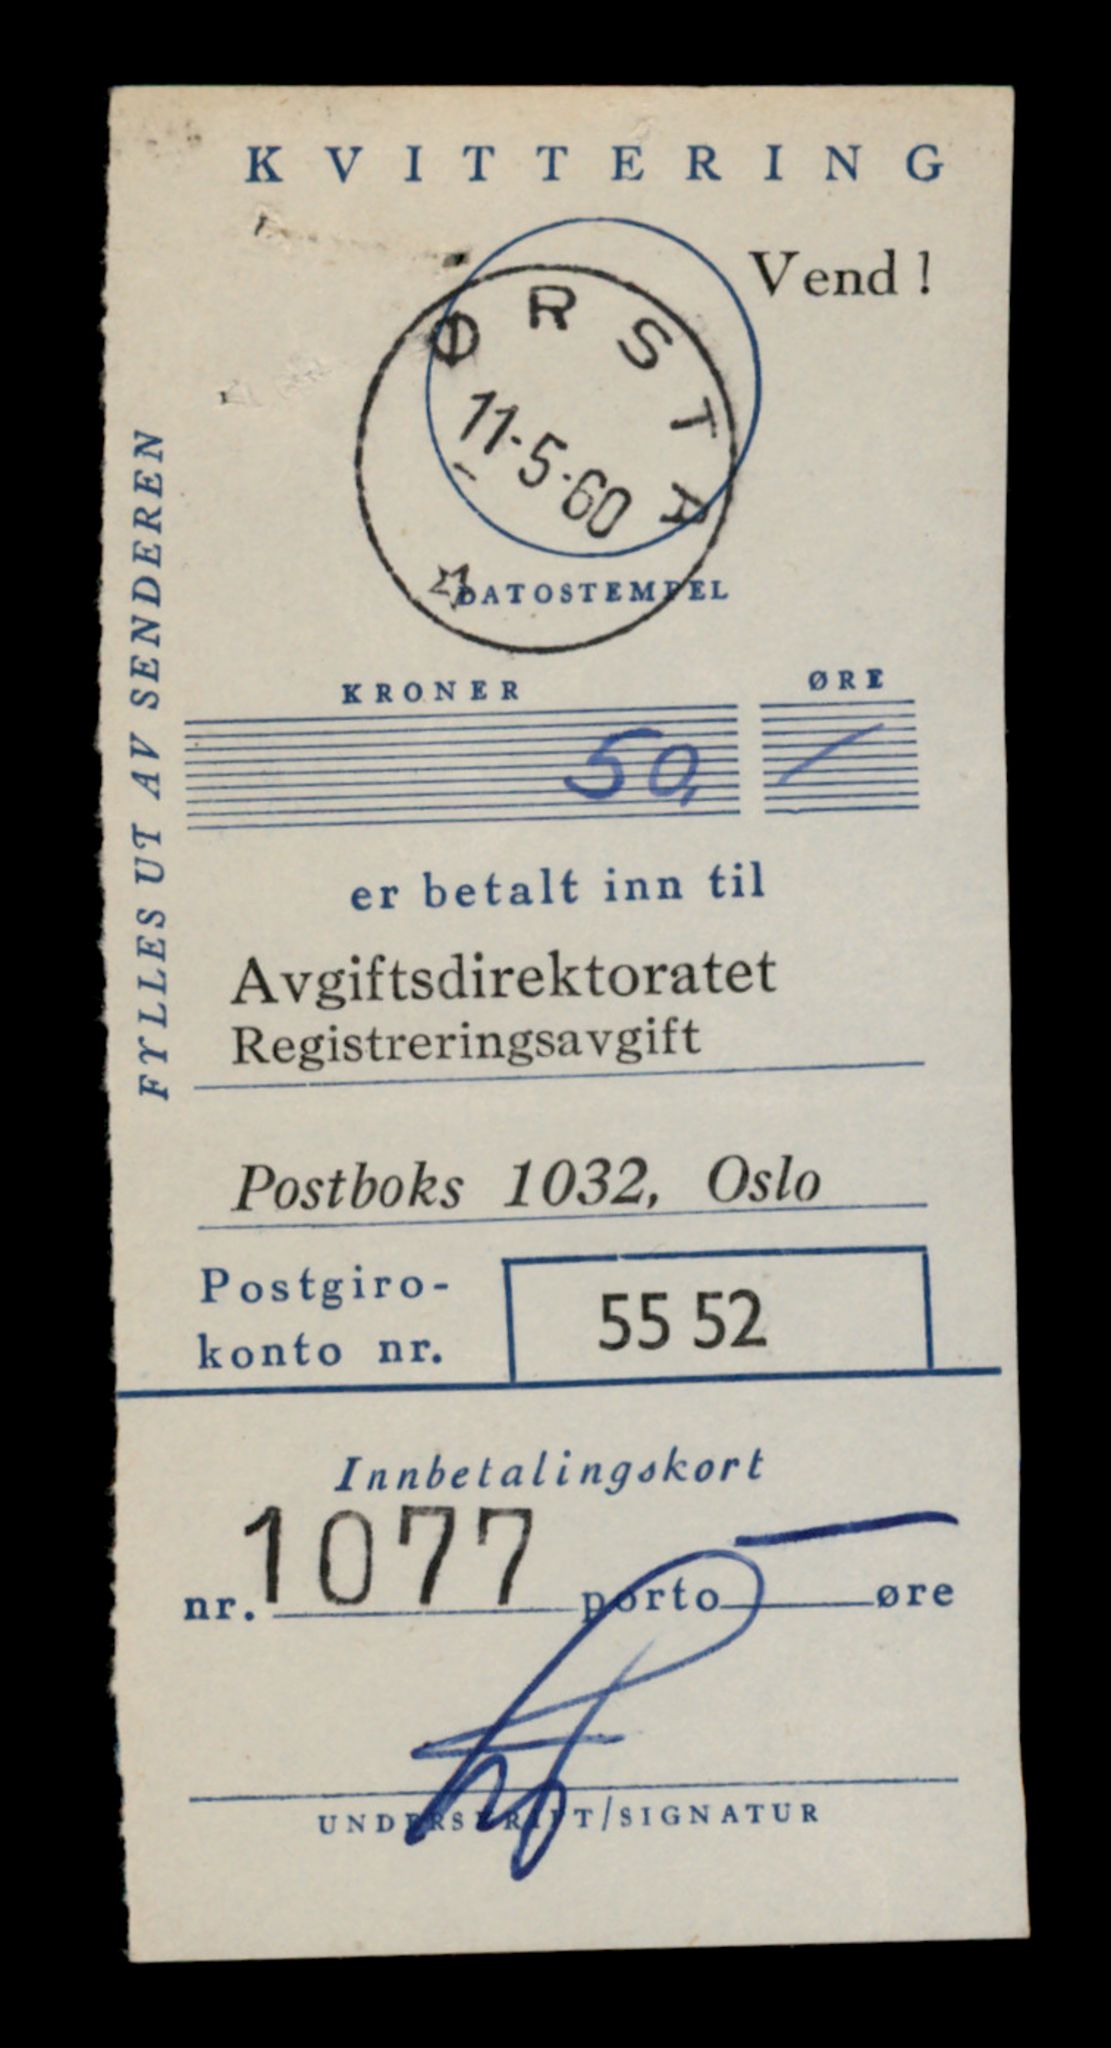 KVITTERING
Vend !
ØRSTA
11-5-60
DATOSTEMPEL
FYLLES UT AV SENDEREN
KRONER ØRE
50, /
er betalt inn til
Avgiftsdirektoratet
Registreringsavgift
Postboks 1032, Oslo
Postgiro-
konto nr. 55 52
Innbetalingskort
nr. 1077 porto — øre
UNDERSKRIFT/SIGNATUR